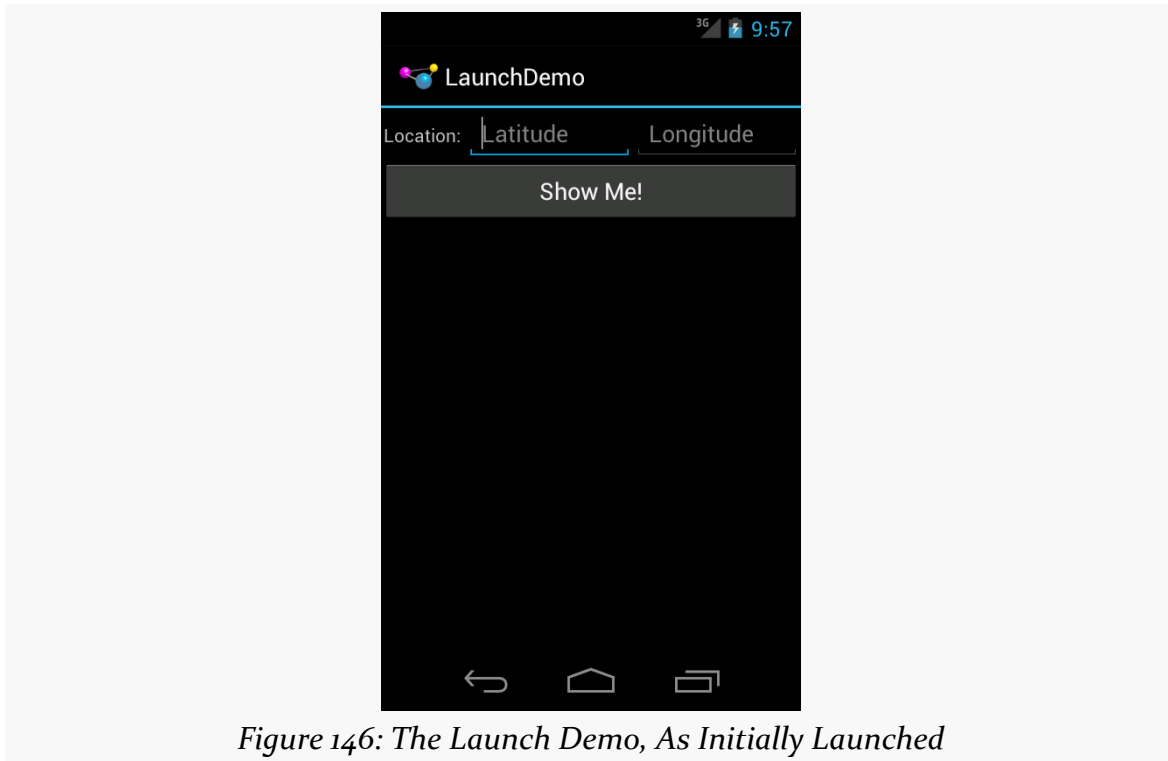 3G 9:57
LaunchDemo
Location: Latitude Longitude
Show Me!
Figure 146: The Launch Demo, As Initially Launched